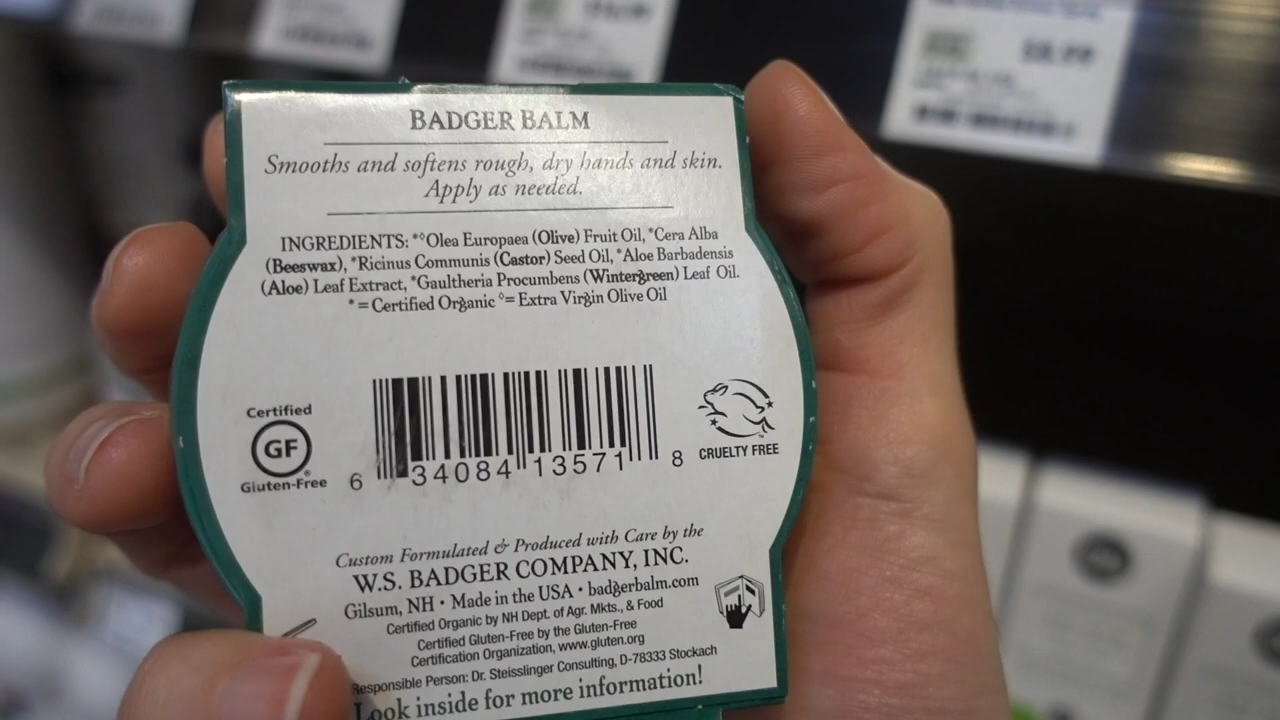 BADGER BALM
Smooths and softens rough, dry hands and skin.
Apply as needed.
INGREDIENTS: *◊Olea Europaea (Olive) Fruit Oil, *Cera Alba
(Beeswax), *Ricinus Communis (Castor) Seed Oil, *Aloe Barbadensis
(Aloe) Leaf Extract, *Gaultheria Procumbens (Wintergreen) Leaf Oil.
* = Certified Organic ◊= Extra Virgin Olive Oil
Certified
GF
®
Gluten-Free
6 34084 13571 8
CRUELTY FREE
Custom Formulated & Produced with Care by the
W.S. BADGER COMPANY, INC.
Gilsum, NH • Made in the USA • badgerbalm.com
Certified Organic by NH Dept. of Agr. Mkts., & Food
Certified Gluten-Free by the Gluten-Free
Certification Organization, www.gluten.org
Responsible Person: Dr. Steisslinger Consulting, D-78333 Stockach
Look inside for more information!